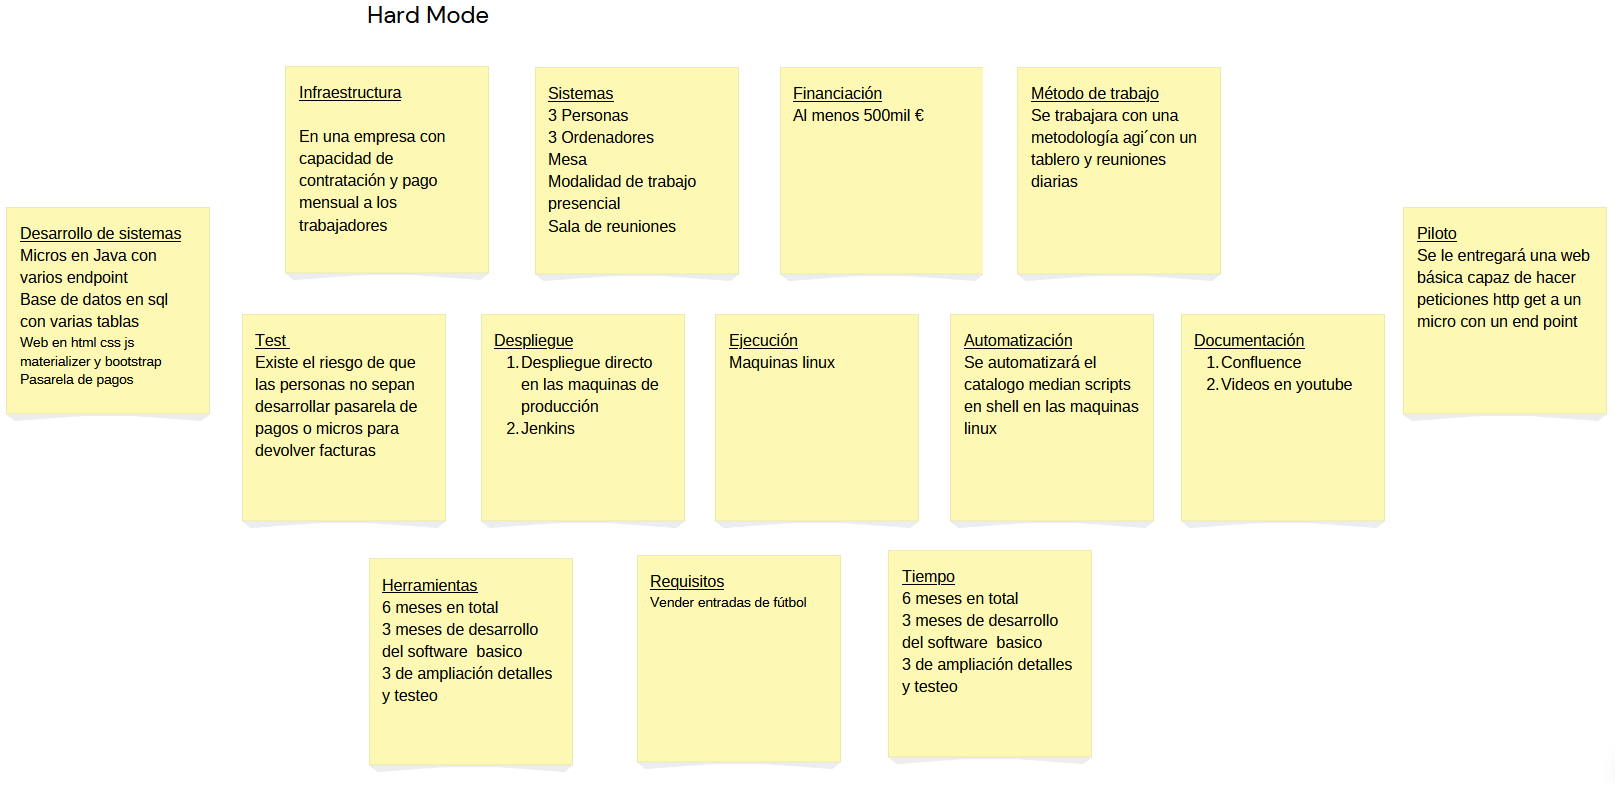 Hard Mode
Infraestructura
En una empresa con
capacidad de
contratación y pago
mensual a los
trabajadores
Sistemas
3 Personas
3 Ordenadores
Mesa
Modalidad de trabajo
presencial
Sala de reuniones
Financiación
Al menos 500mil €
Método de trabajo
Se trabajara con una
metodología agi´con un
tablero y reuniones
diarias
Desarrollo de sistemas
Micros en Java con
varios endpoint
Base de datos en sql
con varias tablas
Web en html css js
materializer y bootstrap
Pasarela de pagos
Piloto
Se le entregará una web
básica capaz de hacer
peticiones http get a un
micro con un end point
Test
Existe el riesgo de que
las personas no sepan
desarrollar pasarela de
pagos o micros para
devolver facturas
Despliegue
1. Despliegue directo
en las maquinas de
producción
2. Jenkins
Ejecución
Maquinas linux
Automatización
Se automatizará el
catalogo median scripts
en shell en las maquinas
linux
Documentación
1. Confluence
2. Videos en youtube
Herramientas
6 meses en total
3 meses de desarrollo
del software  basico
3 de ampliación detalles
y testeo
Requisitos
Vender entradas de fútbol
Tiempo
6 meses en total
3 meses de desarrollo
del software  basico
3 de ampliación detalles
y testeo